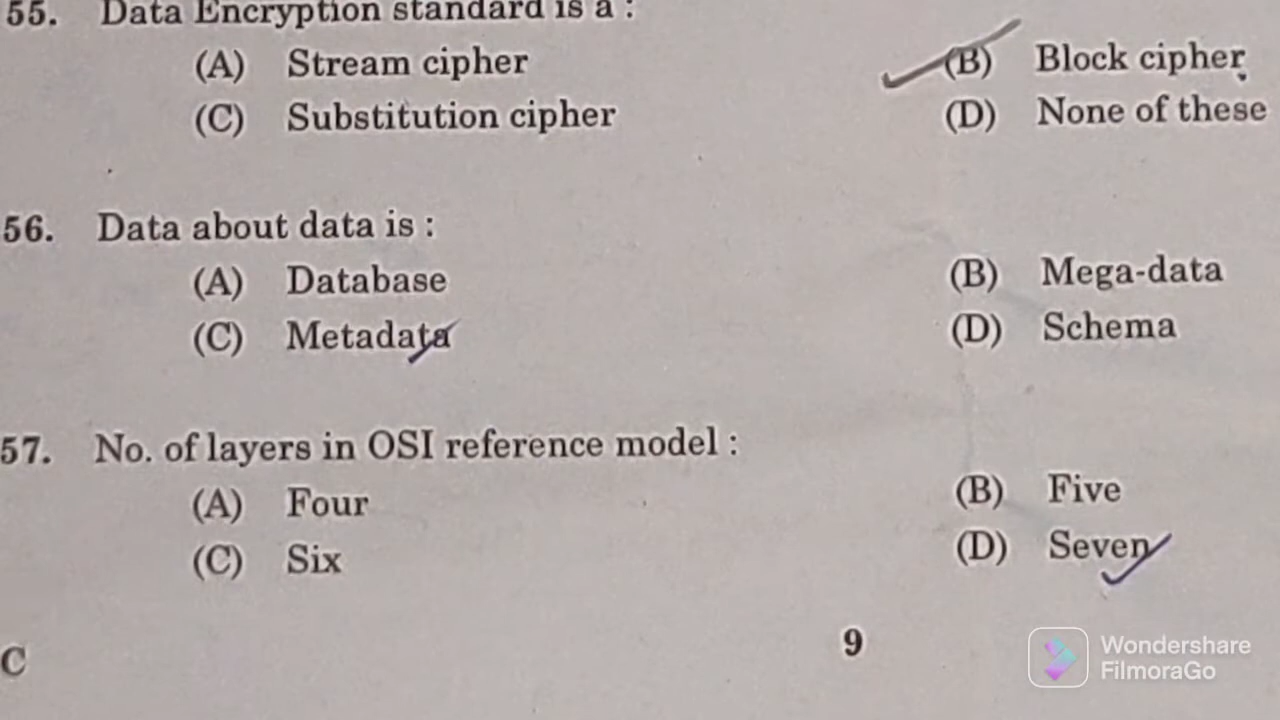 55. Data Encryption standard is a :
(A) Stream cipher (B) Block cipher
(C) Substitution cipher (D) None of these
56. Data about data is :
(A) Database (B) Mega-data
(C) Metadata (D) Schema
57. No. of layers in OSI reference model :
(A) Four (B) Five
(C) Six (D) Seven
C 9
Wondershare
FilmoraGo